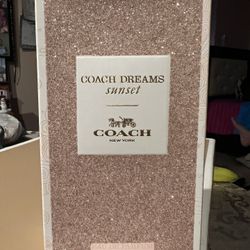 COACH DREAMS
sunset
COACH
NEW YORK